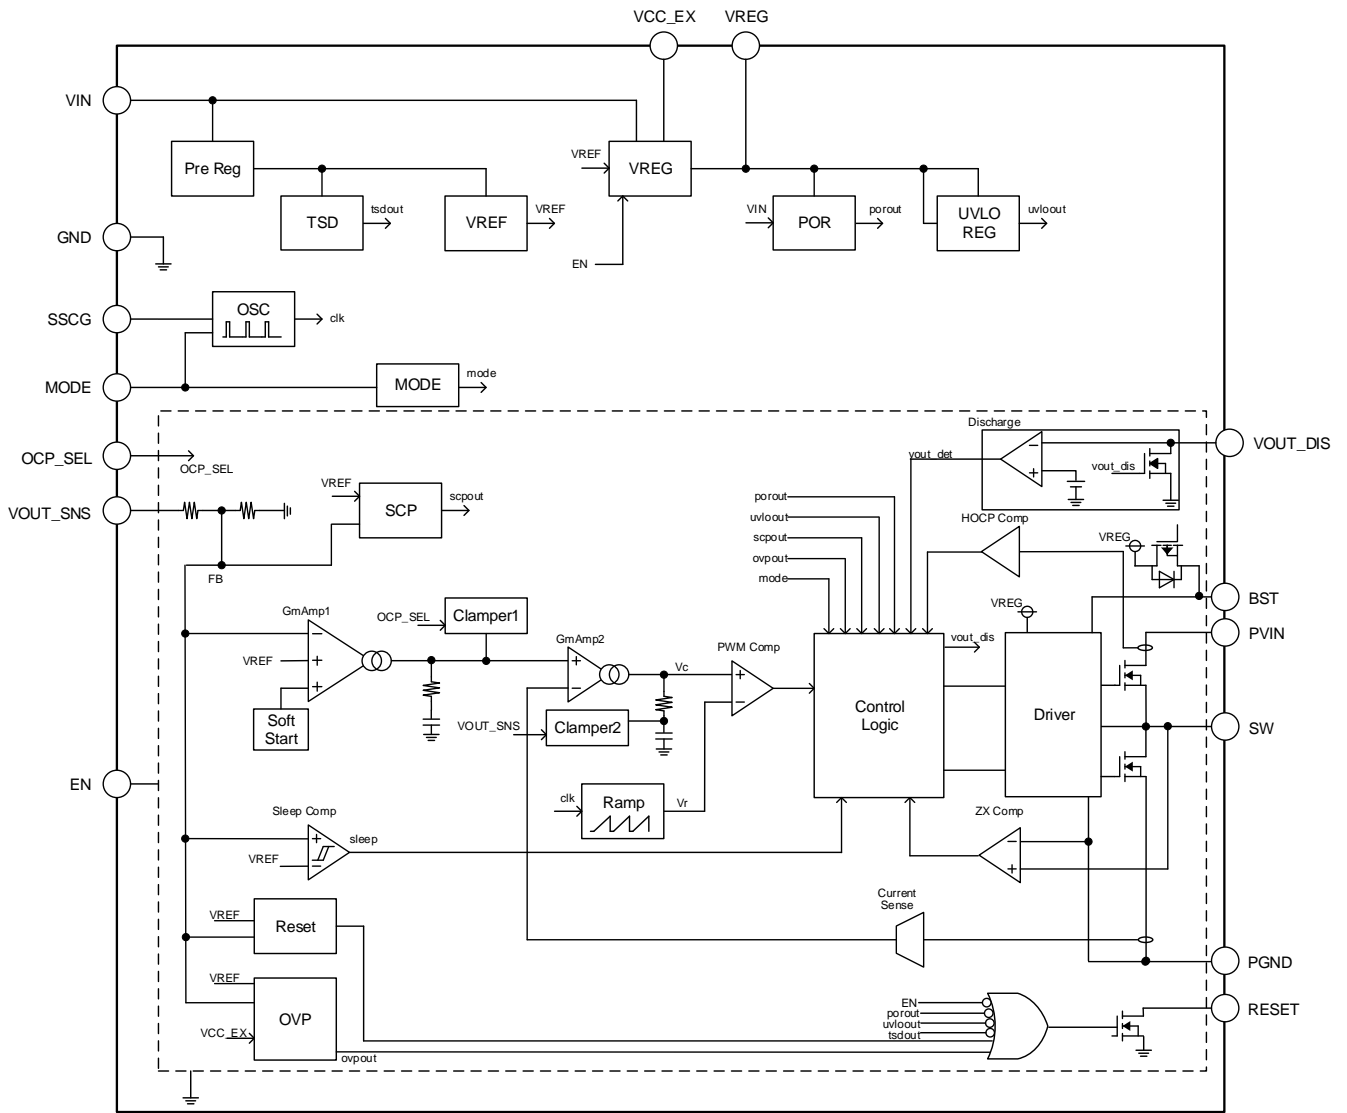 VCC_EX
VREG
VIN
Pre Reg
VREF
VREG
TSD
tsdout
VREF
VREF
VIN
POR
porout
UVLO
REG
uvloout
GND
EN
SSCG
OSC
clk
MODE
MODE
mode
OCP_SEL
OCP_SEL
Discharge
vout_det
vout_dis
VOUT_DIS
VOUT_SNS
VREF
SCP
scpout
porout
uvloout
scpout
ovpout
mode
HOCP Comp
VREG
FB
BST
GmAmp1
OCP_SEL
Clamper1
VREG
PVIN
GmAmp2
PWM Comp
vout_dis
VREF
Vc
Soft
Start
VOUT_SNS
Clamper2
Control
Logic
Driver
SW
EN
clk
Ramp
Vr
Sleep Comp
ZX Comp
sleep
VREF
Current
Sense
VREF
Reset
PGND
VREF
OVP
VCC_EX
ovpout
EN
porout
uvloout
tsdout
RESET